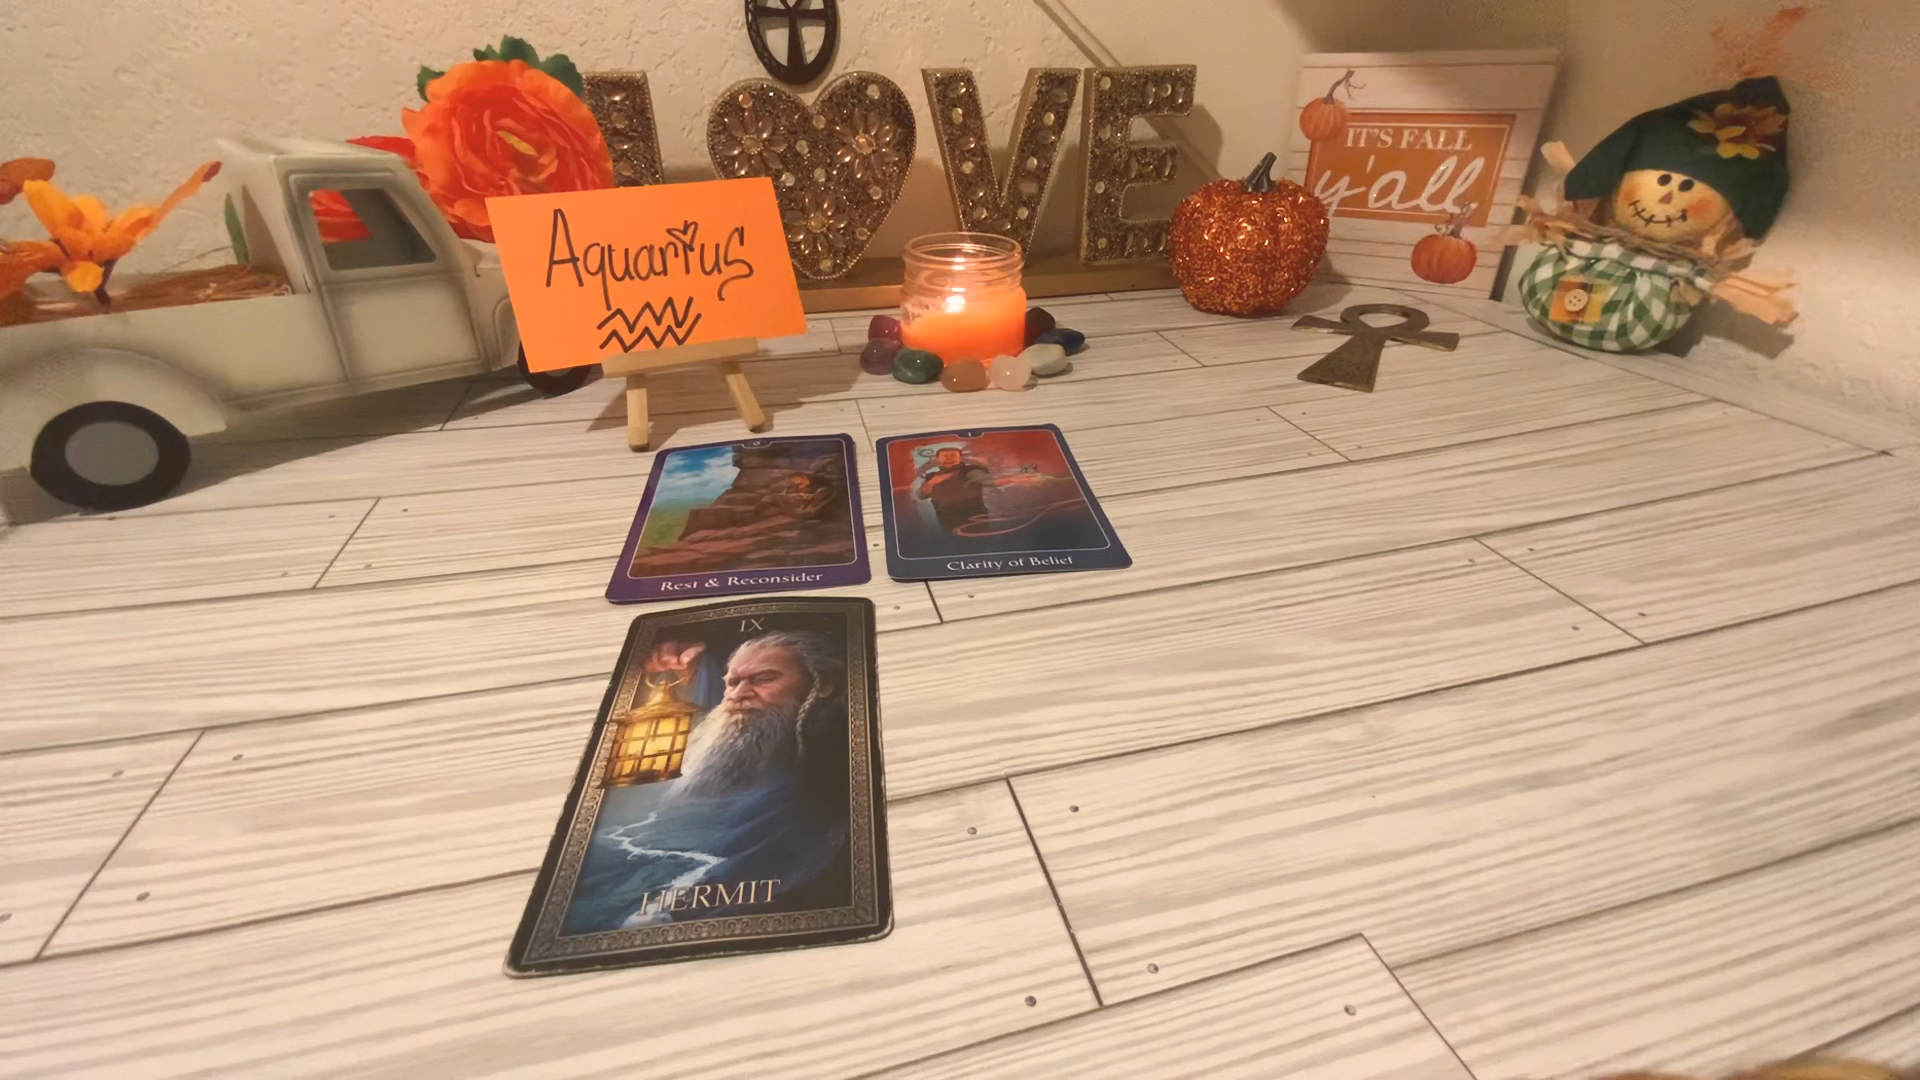 LOVE
IT'S FALL
y'all
Aquarius
Rest & Reconsider
I
Clarity of Belief
IX
HERMIT